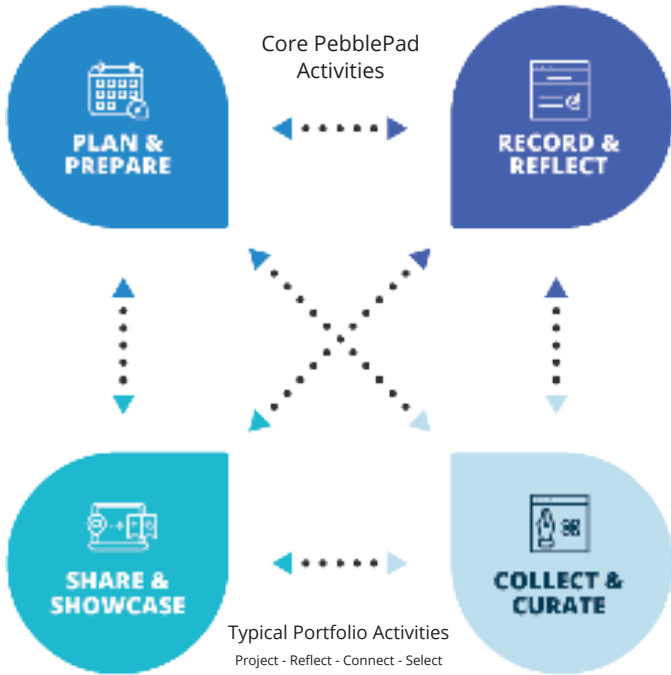 Core PebblePad
Activities
PLAN &
PREPARE
RECORD &
REFLECT
SHARE &
SHOWCASE
COLLECT &
CURATE
Typical Portfolio Activities
Project - Reflect - Connect - Select